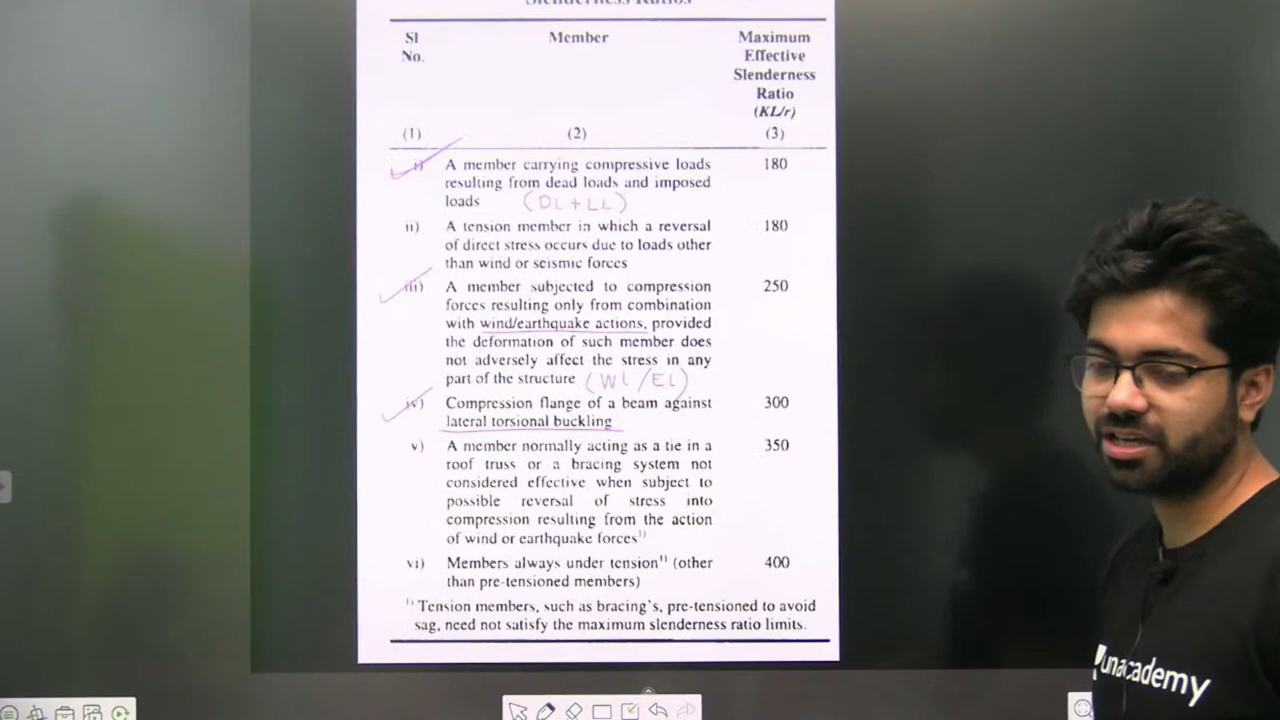 Slenderness Ratios
Sl Member Maximum
No. Effective
Slenderness
Ratio
(KL/r)
(1) (2) (3)
i) A member carrying compressive loads 180
resulting from dead loads and imposed
loads (DL + LL)
ii) A tension member in which a reversal 180
of direct stress occurs due to loads other
than wind or seismic forces
iii) A member subjected to compression 250
forces resulting only from combination
with wind/earthquake actions, provided
the deformation of such member does
not adversely affect the stress in any
part of the structure (WL/EL)
iv) Compression flange of a beam against 300
lateral torsional buckling
v) A member normally acting as a tie in a 350
roof truss or a bracing system not
considered effective when subject to
possible reversal of stress into
compression resulting from the action
of wind or earthquake forces¹⁾
vi) Members always under tension¹⁾ (other 400
than pre-tensioned members)
¹⁾ Tension members, such as bracing's, pre-tensioned to avoid
sag, need not satisfy the maximum slenderness ratio limits.
unacademy